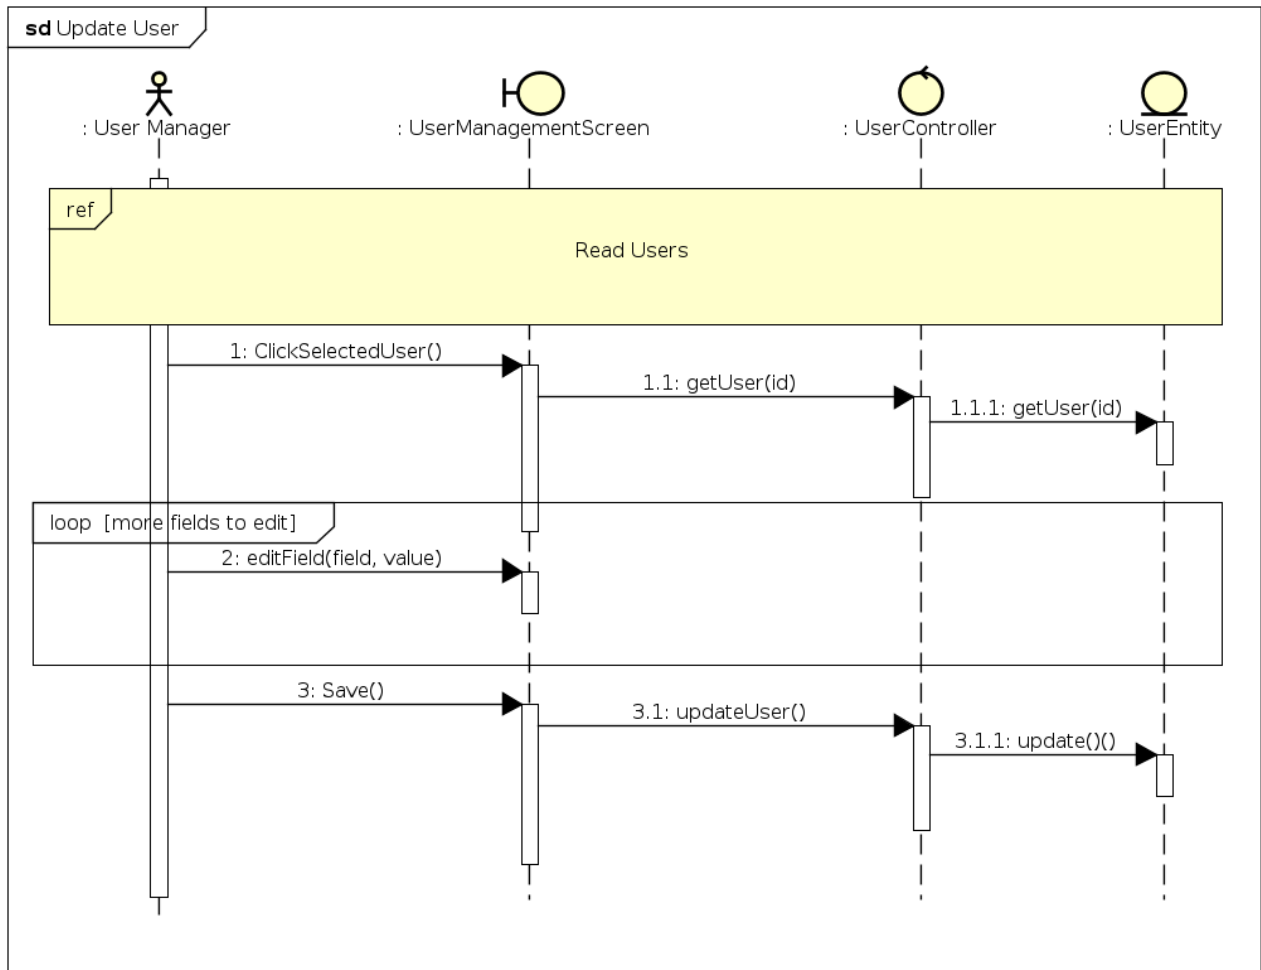 sd Update User
: User Manager
: UserManagementScreen
: UserController
: UserEntity
ref
Read Users
1: ClickSelectedUser()
1.1: getUser(id)
1.1.1: getUser(id)
loop [more fields to edit]
2: editField(field, value)
3: Save()
3.1: updateUser()
3.1.1: update()()